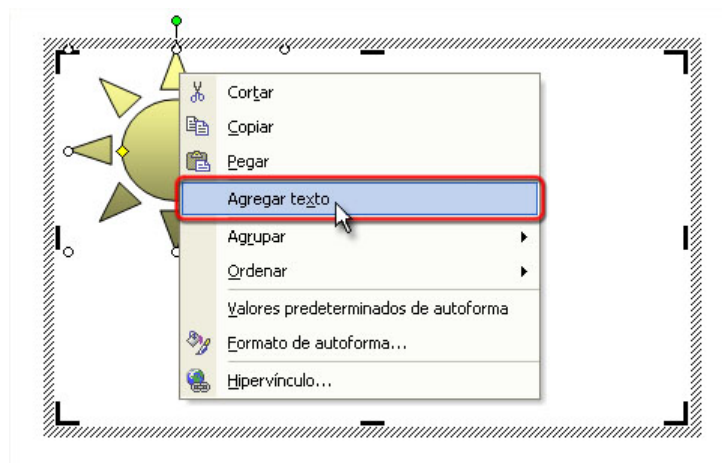 Cortar
Copiar
Pegar
Agregar texto
Agrupar
Ordenar
Valores predeterminados de autoforma
Formato de autoforma...
Hipervínculo...